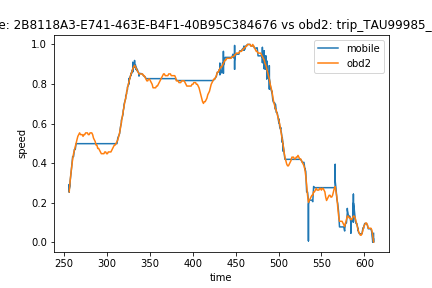 e: 2B8118A3-E741-463E-B4F1-40B95C384676 vs obd2: trip_TAU99985_
1.0
0.8
0.6
0.4
0.2
0.0
speed
mobile
obd2
250 300 350 400 450 500 550 600
time